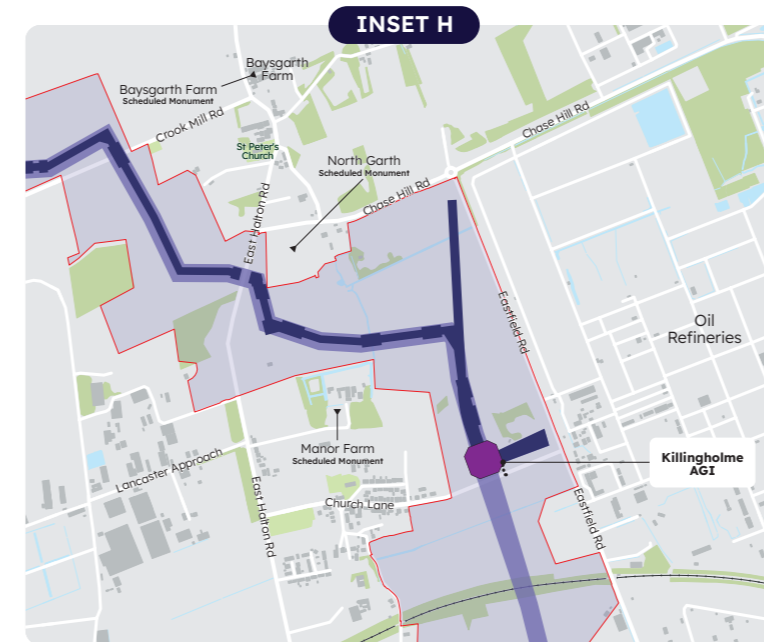 INSET H
Baysgarth
Farm
Baysgarth Farm
Scheduled Monument
Crook Mill Rd
Chase Hill Rd
St Peter's
Church
North Garth
Scheduled Monument
Chase Hill Rd
East Halton Rd
Eastfield Rd
Oil
Refineries
Manor Farm
Scheduled Monument
Lancaster Approach
Killingholme
AGI
East Halton Rd
Church Lane
Eastfield Rd